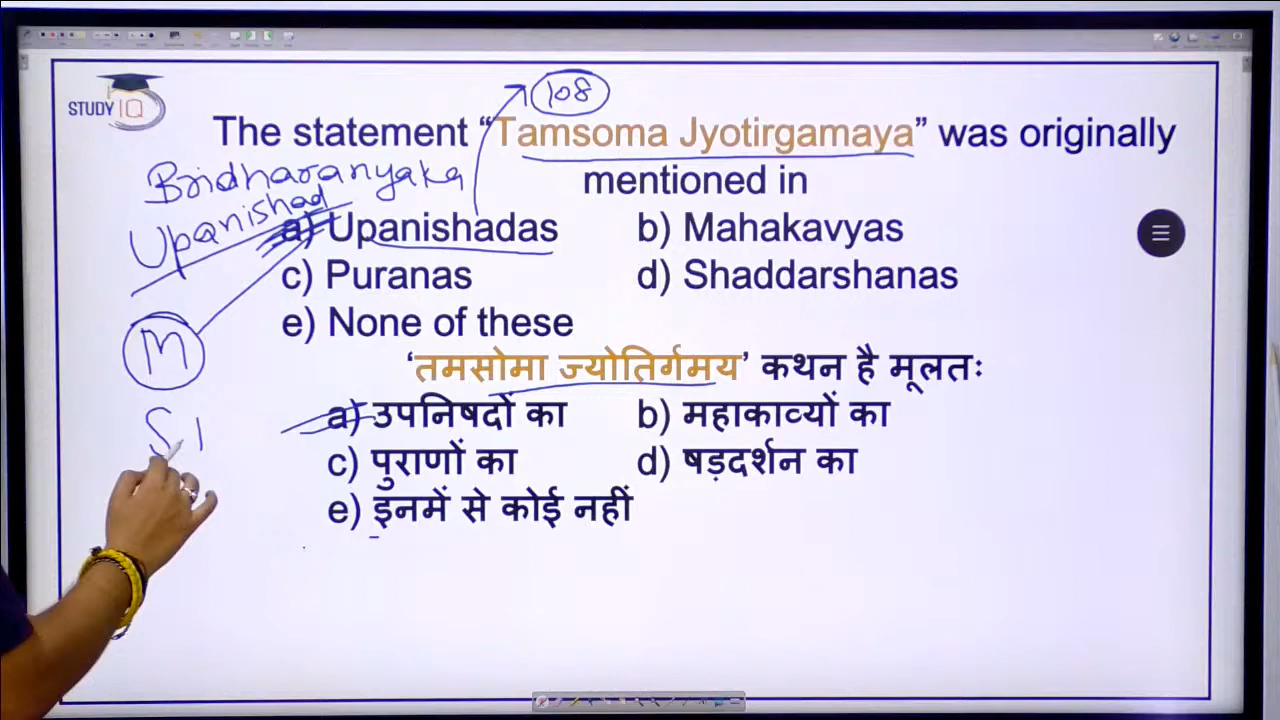 108
STUDY IQ
The statement “Tamsoma Jyotirgamaya” was originally
mentioned in
Bridharanyaka
Upanishad
a) Upanishadas b) Mahakavyas
c) Puranas d) Shaddarshanas
e) None of these
M
‘तमसोमा ज्योतिर्गमय’ कथन है मूलतः
a) उपनिषदों का b) महाकाव्यों का
S1
c) पुराणों का d) षड़दर्शन का
e) इनमें से कोई नहीं